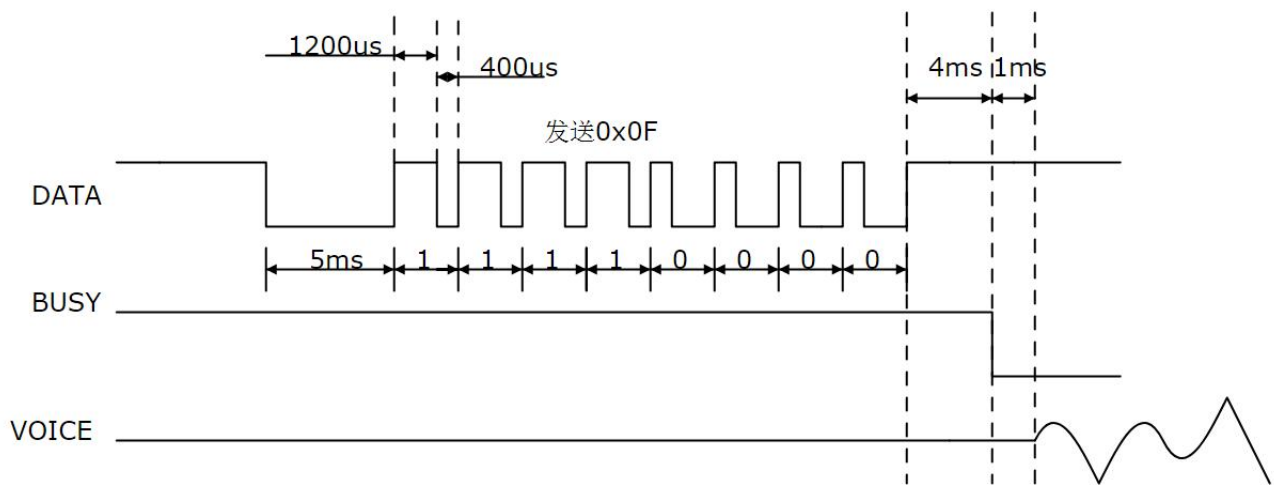 1200us
400us
4ms 1ms
发送0x0F
DATA
5ms 1 1 1 1 0 0 0 0
BUSY
VOICE